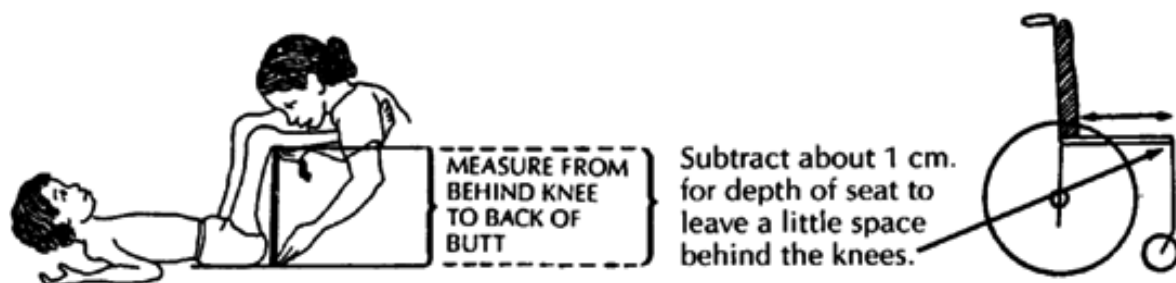 MEASURE FROM
BEHIND KNEE
TO BACK OF
BUTT
Subtract about 1 cm.
for depth of seat to
leave a little space
behind the knees.